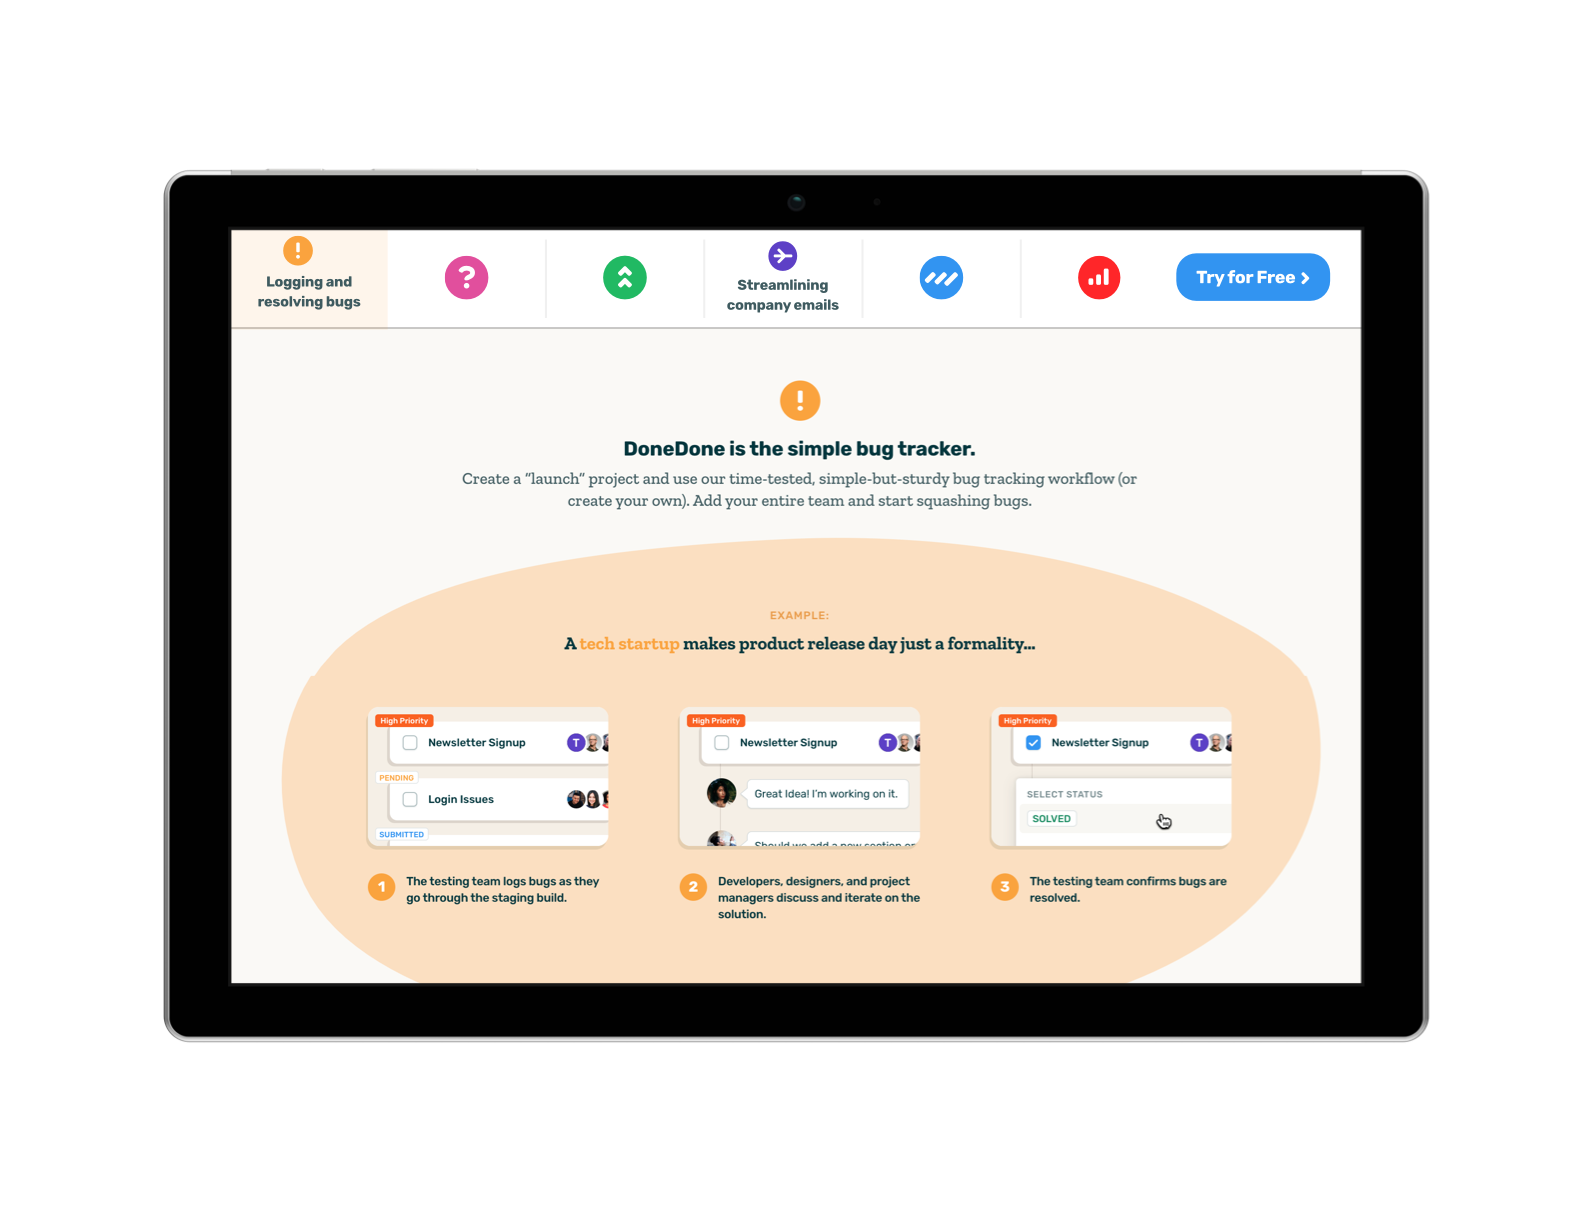 Logging and
resolving bugs
Streamlining
company emails
Try for Free
DoneDone is the simple bug tracker.
Create a “launch” project and use our time-tested, simple-but-sturdy bug tracking workflow (or
create your own). Add your entire team and start squashing bugs.
EXAMPLE:
A tech startup makes product release day just a formality...
High Priority
Newsletter Signup
T
PENDING
Login Issues
SUBMITTED
1
The testing team logs bugs as they
go through the staging build.
High Priority
Newsletter Signup
T
Great Idea! I'm working on it.
Should we add a new section or
2
Developers, designers, and project
managers discuss and iterate on the
solution.
High Priority
Newsletter Signup
T
SELECT STATUS
SOLVED
3
The testing team confirms bugs are
resolved.